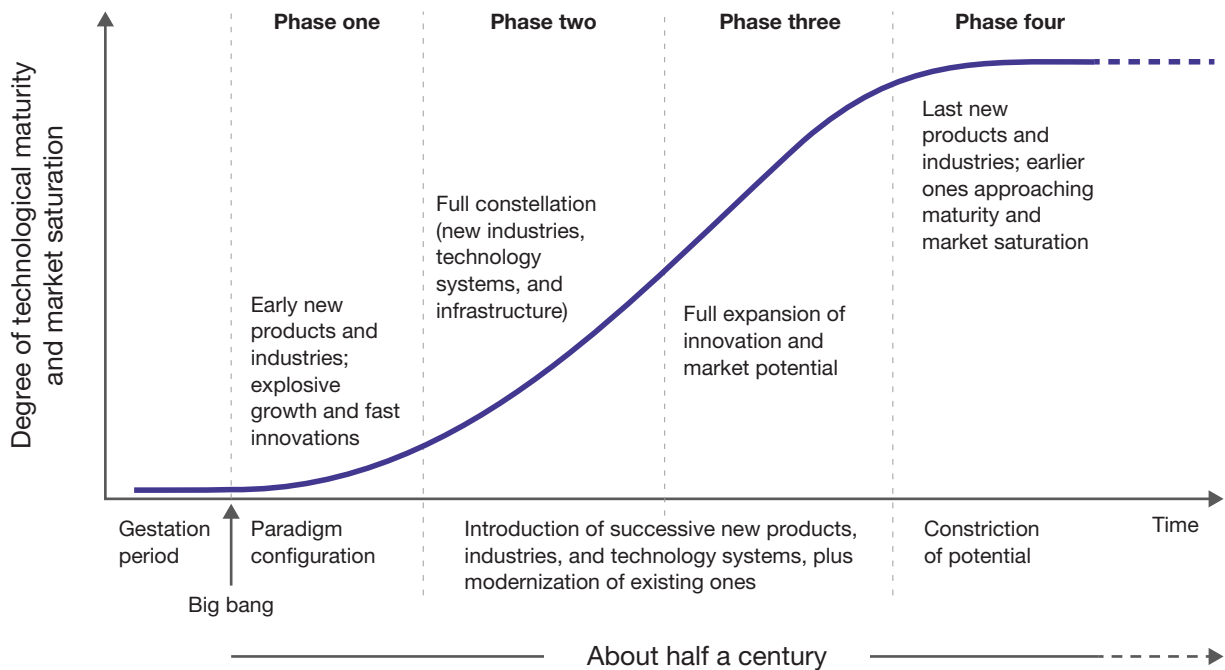 Phase one
Phase two
Phase three
Phase four
Degree of technological maturity
and market saturation
Early new
products and
industries;
explosive
growth and fast
innovations
Full constellation
(new industries,
technology
systems, and
infrastructure)
Full expansion of
innovation and
market potential
Last new
products and
industries; earlier
ones approaching
maturity and
market saturation
Gestation
period
Paradigm
configuration
Introduction of successive new products,
industries, and technology systems, plus
modernization of existing ones
Constriction
of potential
Time
Big bang
About half a century